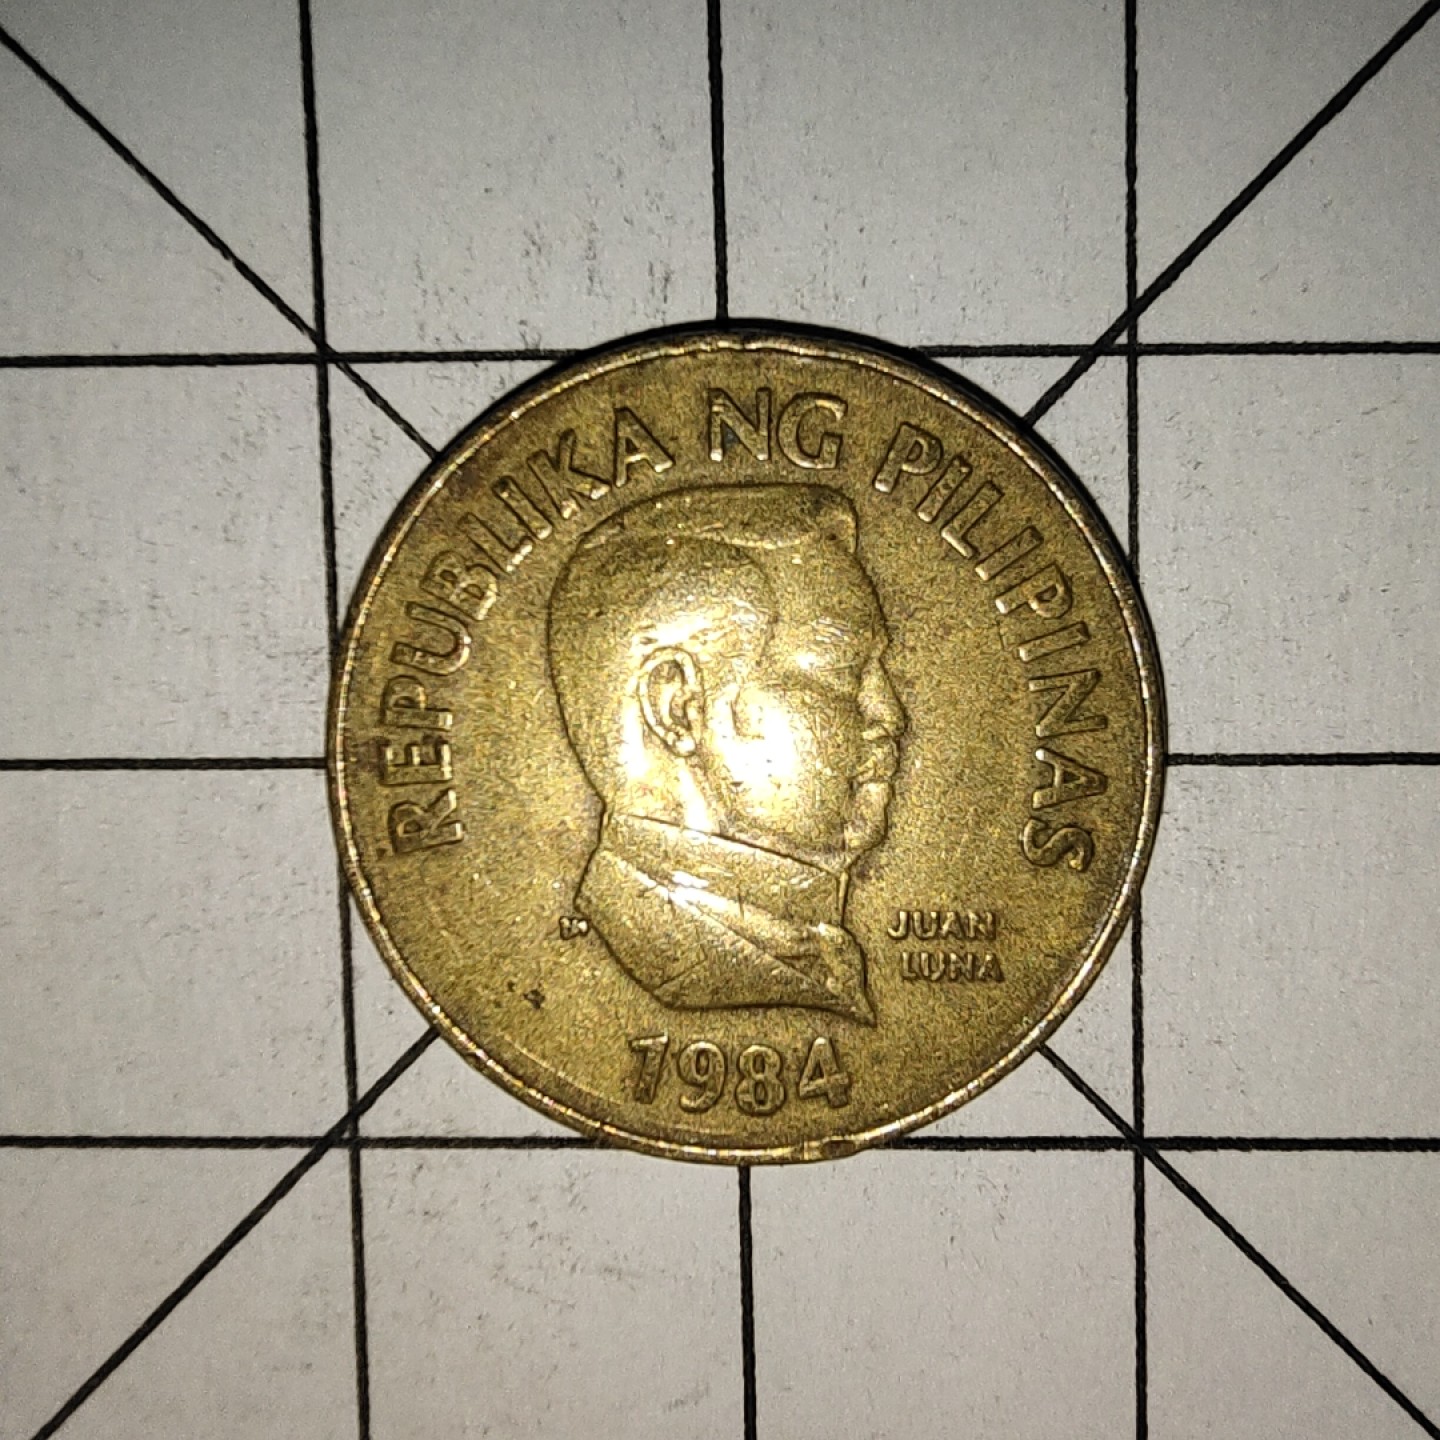 REPUBLIKA NG PILIPINAS
JUAN
LUNA
1984